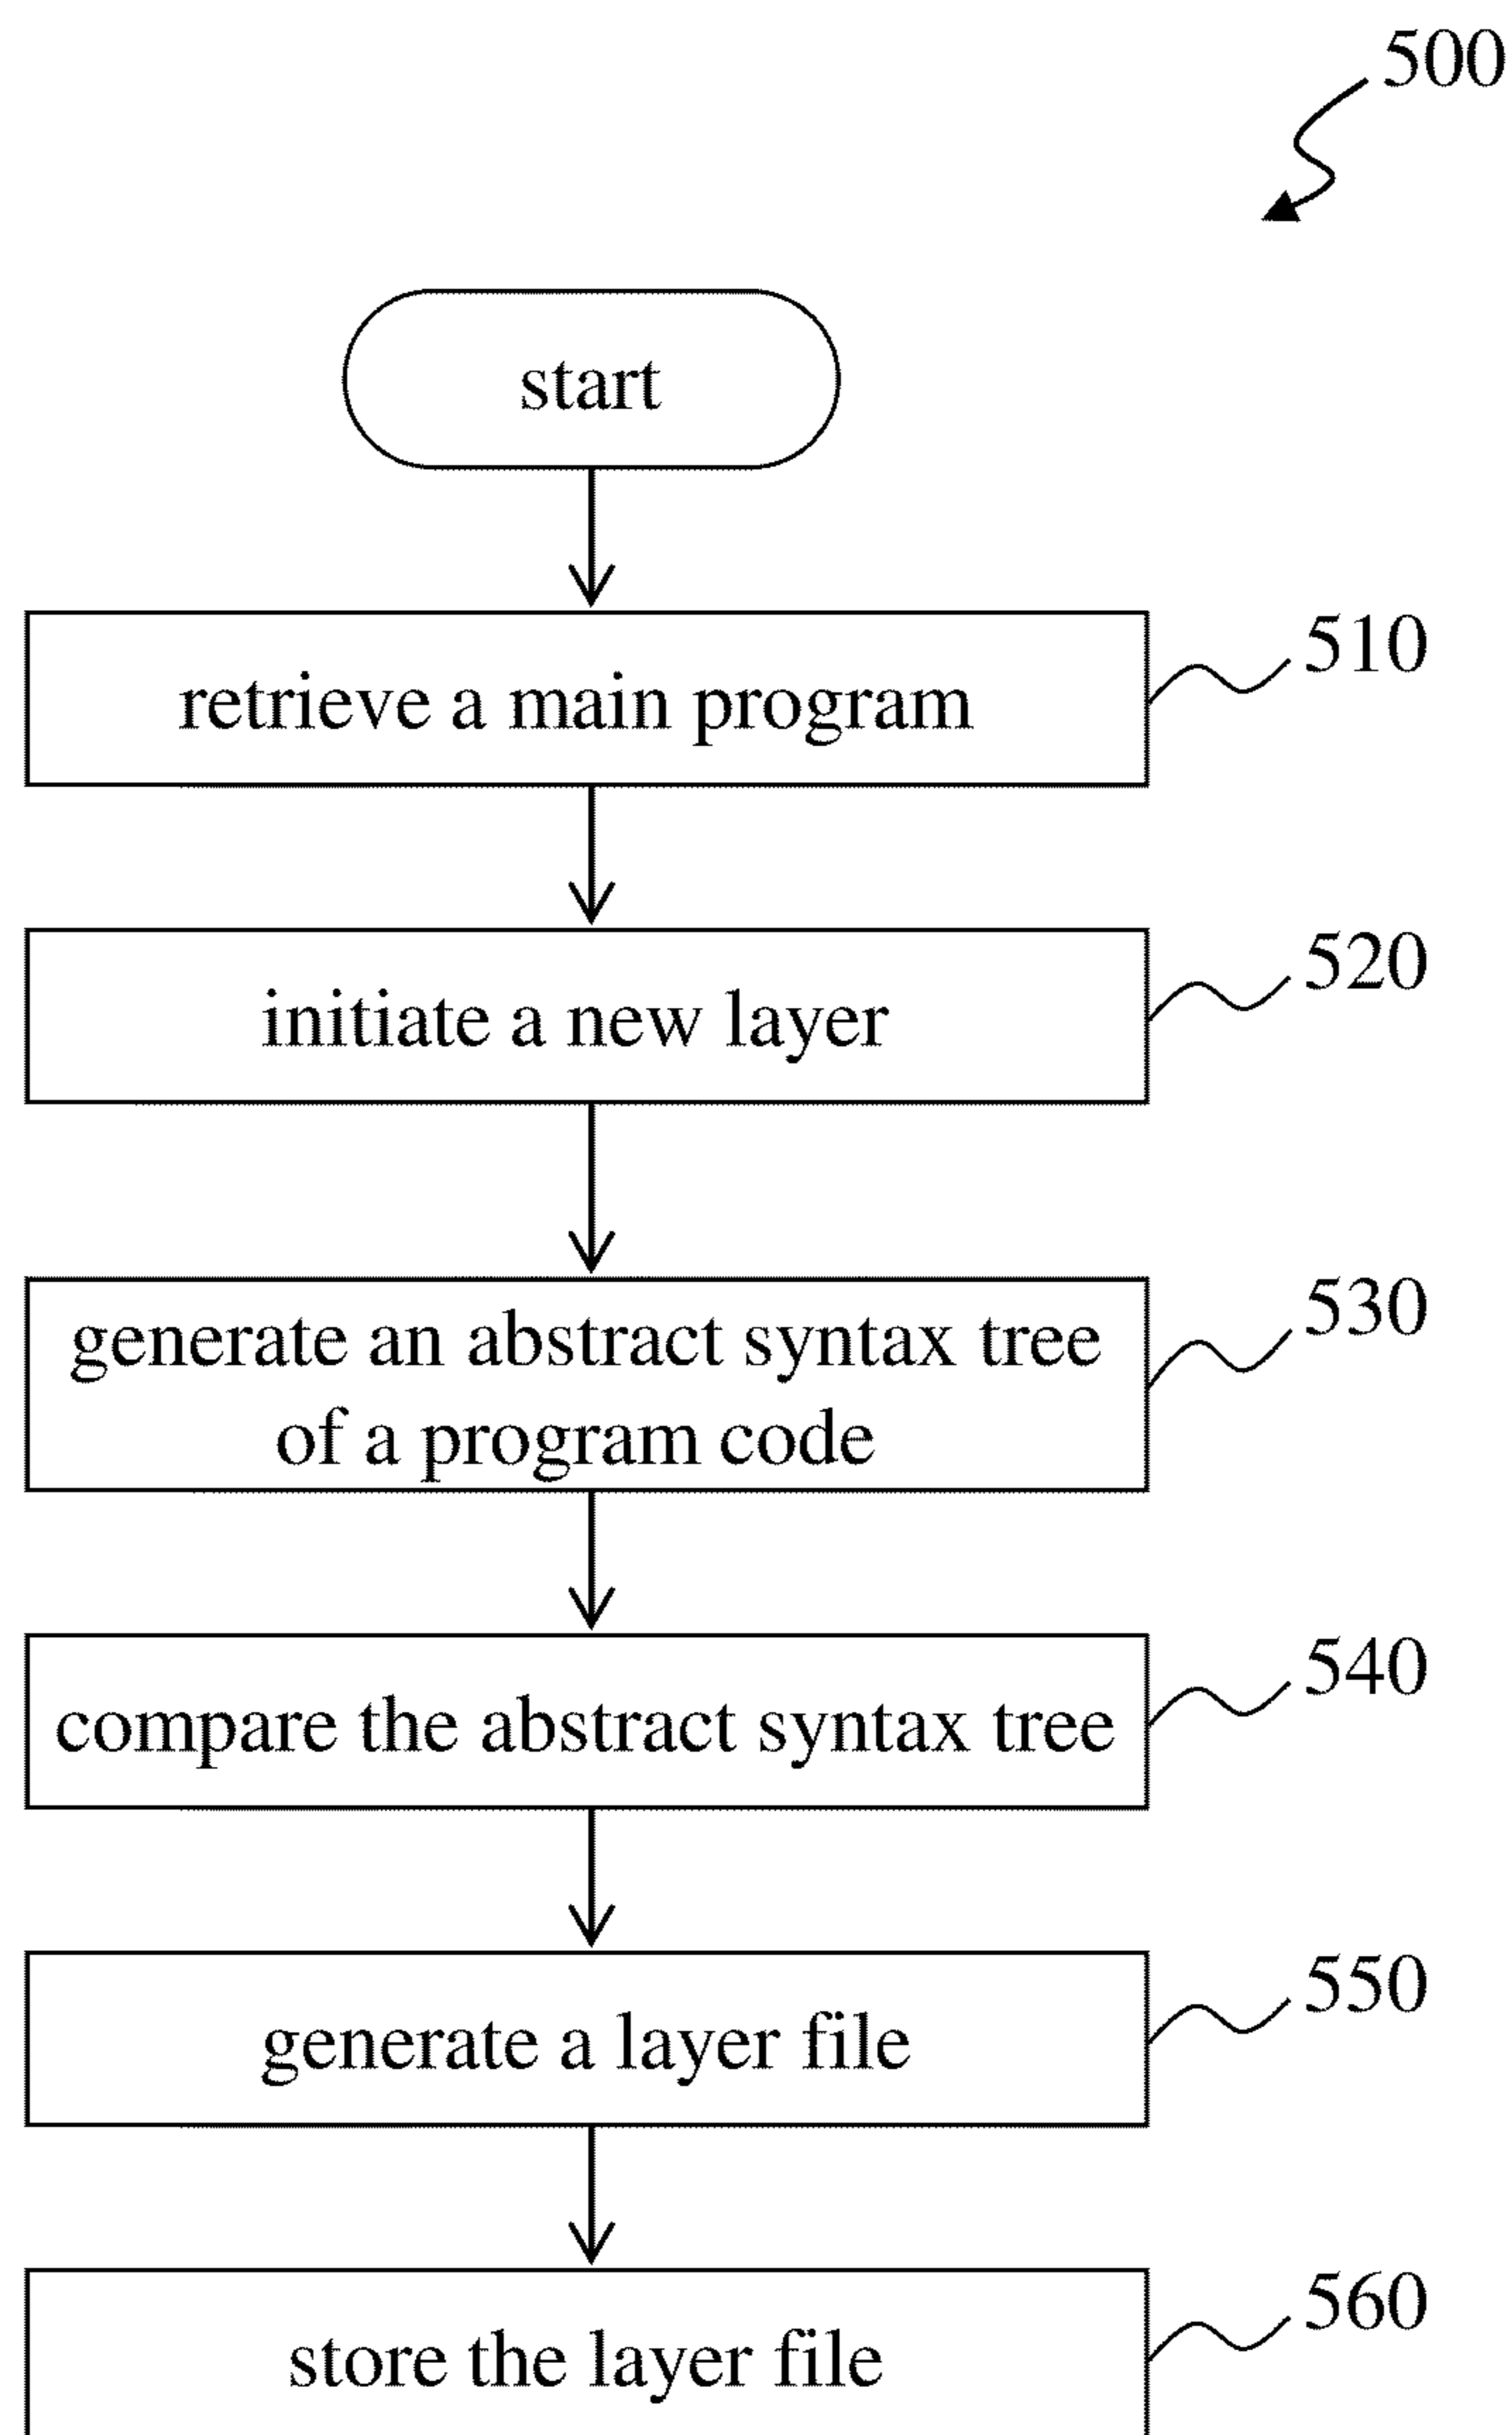 500
start
retrieve a main program
510
initiate a new layer
520
generate an abstract syntax tree
of a program code
530
compare the abstract syntax tree
540
generate a layer file
550
store the layer file
560